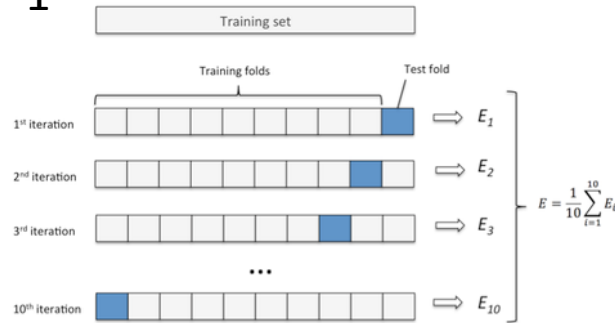 1
Training set
Training folds
Test fold
1st iteration
E1
2nd iteration
E2
3rd iteration
E3
E = 1/10 ∑ i=1 10 Ei
...
10th iteration
E10